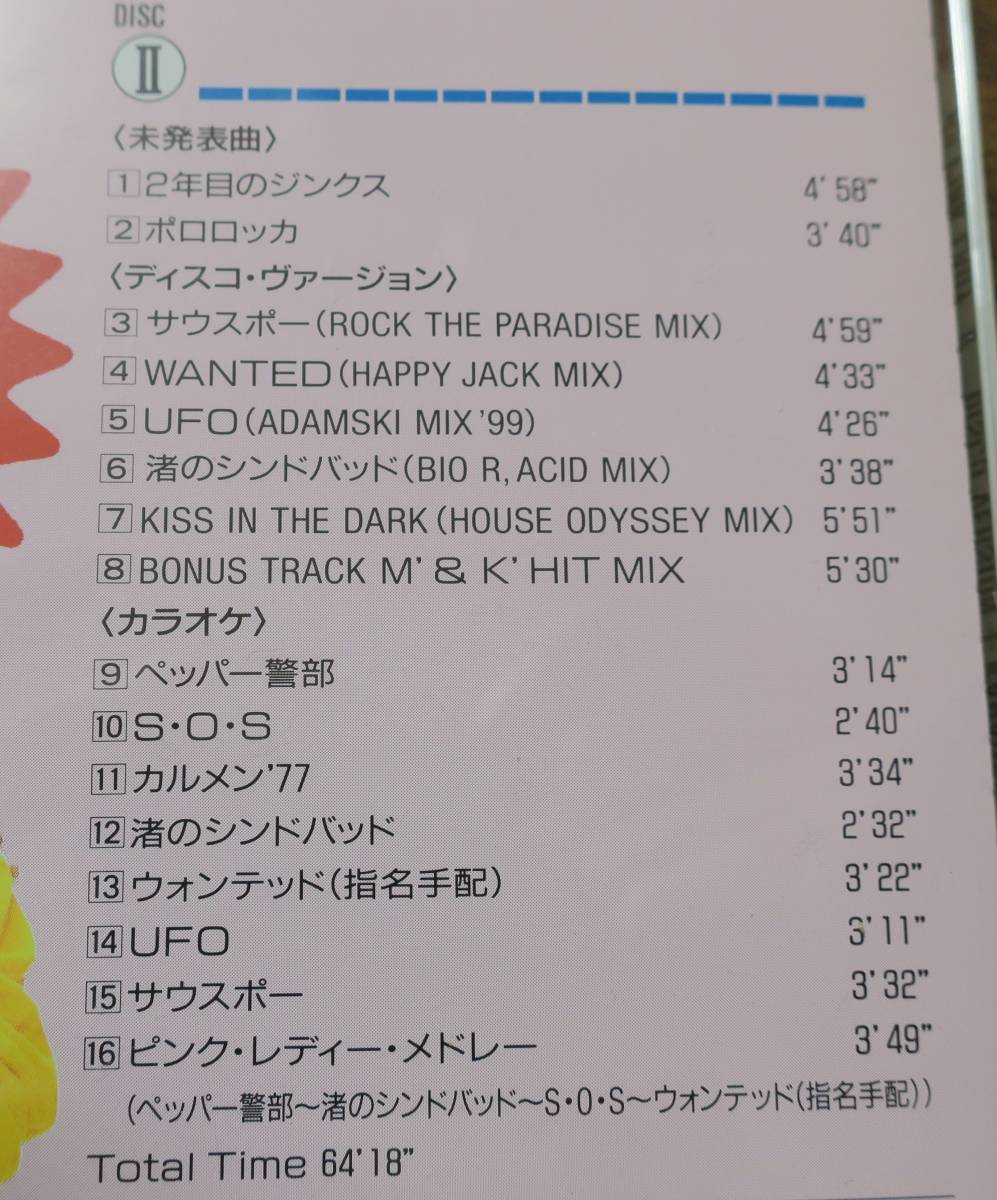 DISC
Ⅱ
〈未発表曲〉
1 2年目のジンクス 4'58"
2 ポロロッカ 3'40"
〈ディスコ・ヴァージョン〉
3 サウスポー(ROCK THE PARADISE MIX) 4'59"
4 WANTED(HAPPY JACK MIX) 4'33"
5 UFO(ADAMSKI MIX'99) 4'26"
6 渚のシンドバッド(BIO R, ACID MIX) 3'38"
7 KISS IN THE DARK(HOUSE ODYSSEY MIX) 5'51"
8 BONUS TRACK M'& K' HIT MIX 5'30"
〈カラオケ〉
9 ペッパー警部 3'14"
10 S・O・S 2'40"
11 カルメン'77 3'34"
12 渚のシンドバッド 2'32"
13 ウォンテッド(指名手配) 3'22"
14 UFO 3'11"
15 サウスポー 3'32"
16 ピンク・レディー・メドレー 3'49"
(ペッパー警部～渚のシンドバッド～S・O・S～ウォンテッド(指名手配))
Total Time 64'18"